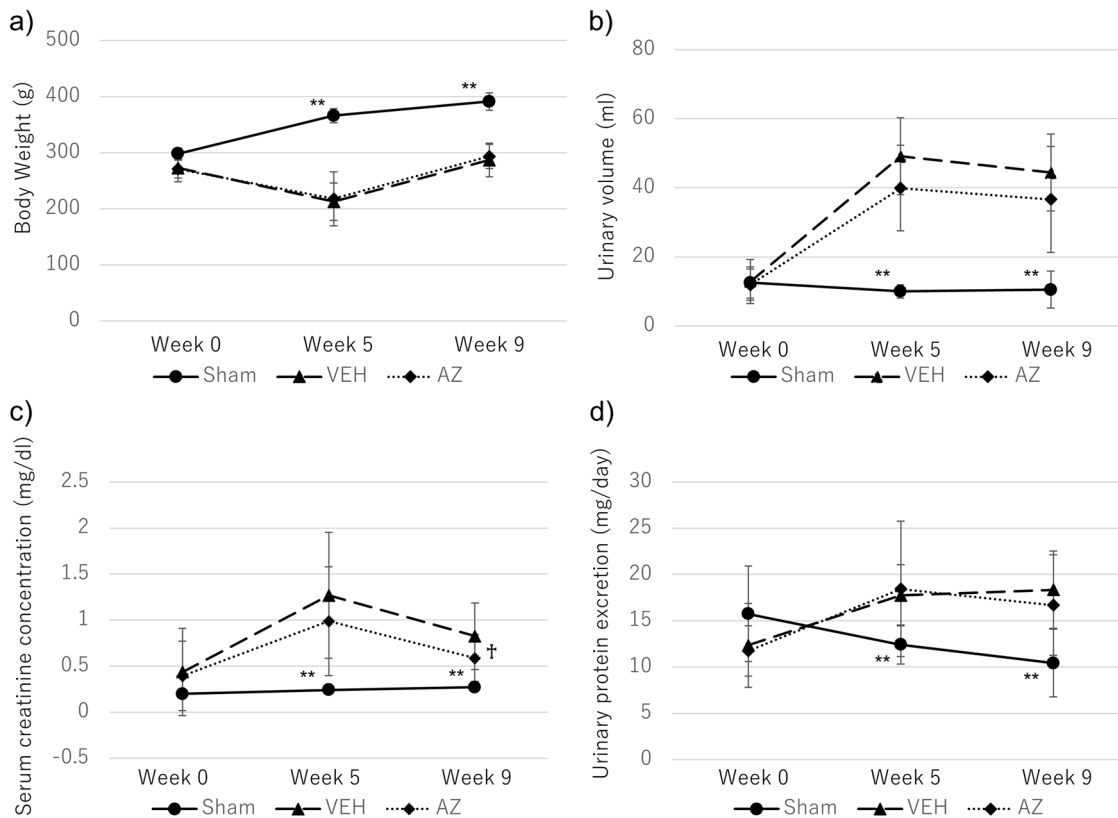 a)
Body Weight (g)
500
400
300
200
100
0
**
**
Week 0 Week 5 Week 9
Sham VEH AZ
b)
Urinary volume (ml)
80
60
40
20
0
**
**
Week 0 Week 5 Week 9
Sham VEH AZ
c)
Serum creatinine concentration (mg/dl)
2.5
2
1.5
1
0.5
0
-0.5
**
**
†
Week 0 Week 5 Week 9
Sham VEH AZ
d)
Urinary protein excretion (mg/day)
30
25
20
15
10
5
0
**
**
Week 0 Week 5 Week 9
Sham VEH AZ